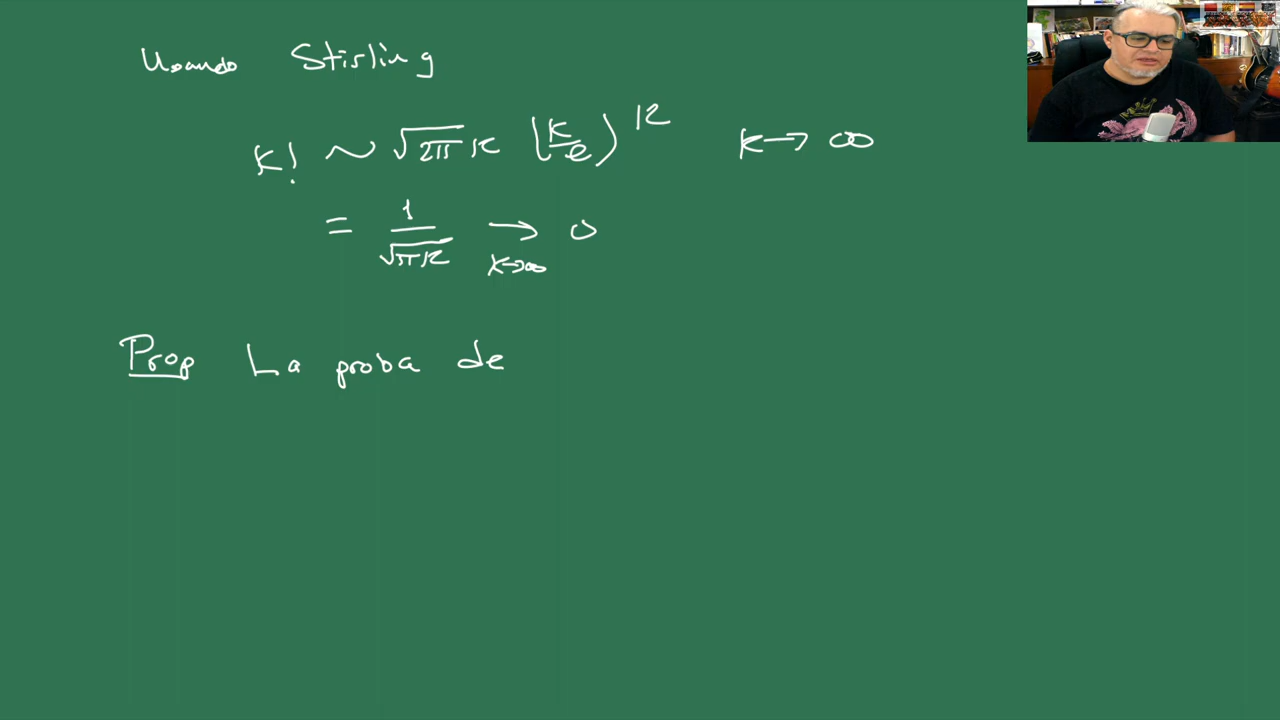 Usando Stirling
k! ~ √2πk (k/e)^k k → ∞
= 1/√πk → 0
k→∞
Prop La proba de